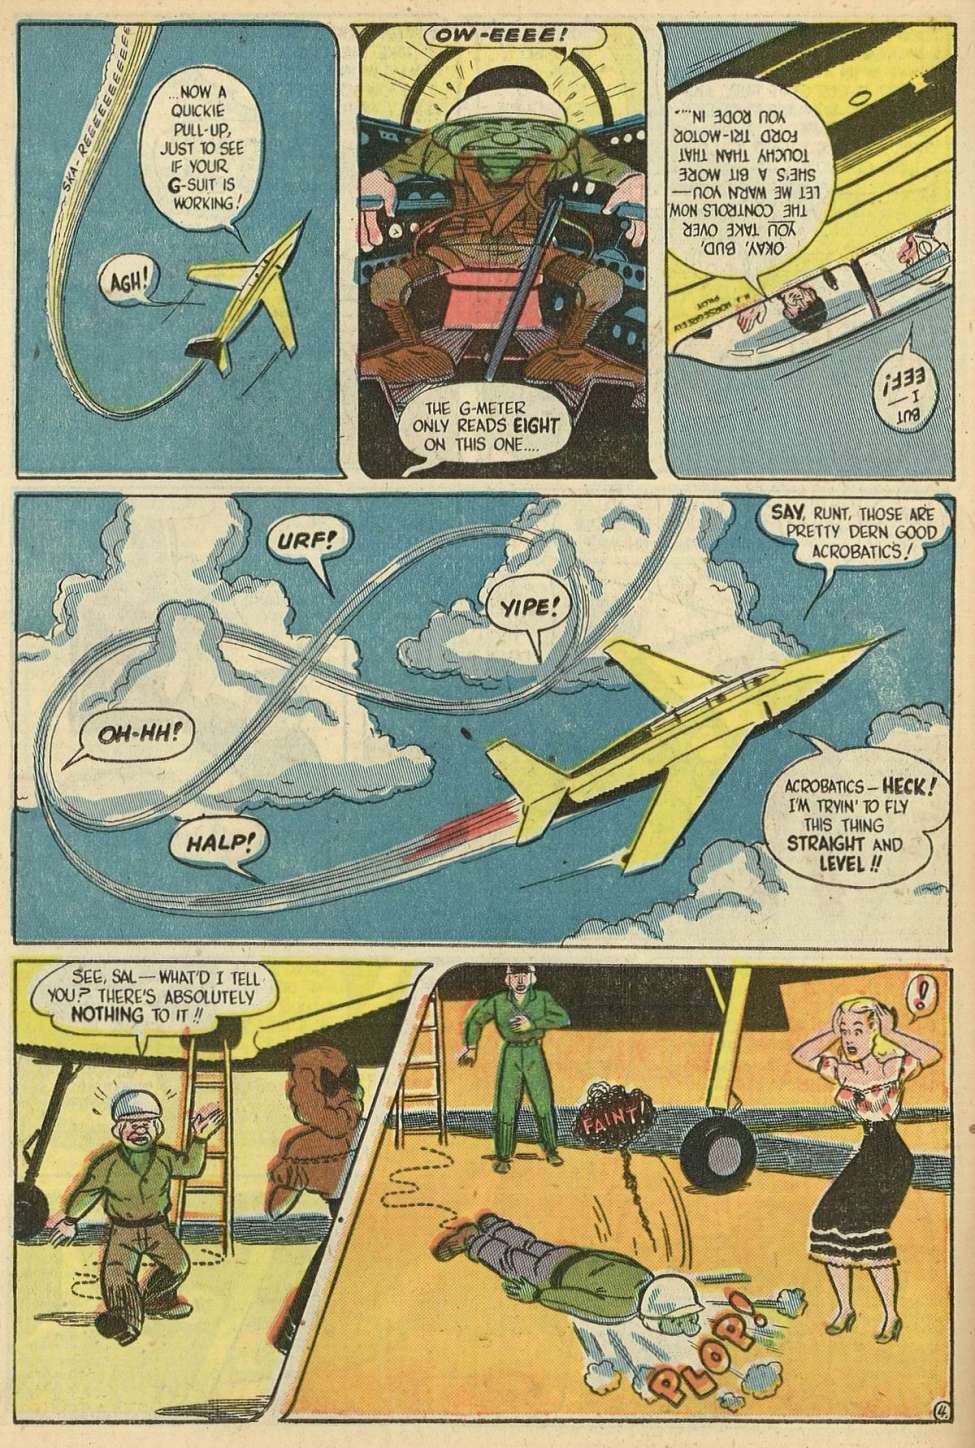 SKA-REEEEEEEEEEEEE
...NOW A
QUICKIE
PULL-UP,
JUST TO SEE
IF YOUR
G-SUIT IS
WORKING!
AGH!
OW-EEEE!
THE G-METER
ONLY READS EIGHT
ON THIS ONE....
OKAY, BUD,
YOU TAKE OVER
THE CONTROLS NOW
LET ME WARN YOU—
SHE'S A BIT MORE
TOUCHY THAN THAT
FORD TRI-MOTOR
YOU RODE IN....
PILOT
BUT
I—
EEF!
URF!
YIPE!
SAY, RUNT, THOSE ARE
PRETTY DERN GOOD
ACROBATICS!
OH-HH!
HALP!
ACROBATICS—HECK!
I'M TRYIN' TO FLY
THIS THING
STRAIGHT AND
LEVEL!!
SEE, SAL—WHAT'D I TELL
YOU? THERE'S ABSOLUTELY
NOTHING TO IT!!
!
FAINT!
PLOP!
4